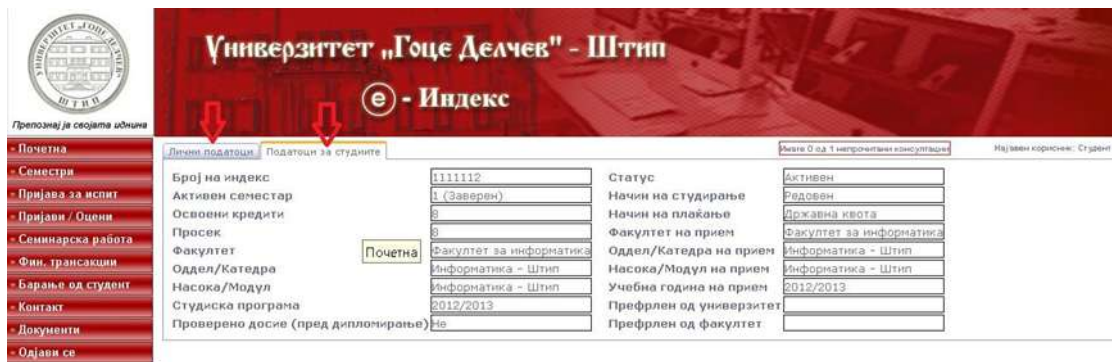 УНИВЕРЗИТЕТ „ГОЦЕ ДЕЛЧЕВ“
ШТИП
Препознај ја својата иднина
Универзитет „Гоце Делчев" - Штип
е - Индекс
- Почетна
- Семестри
- Пријава за испит
- Пријави / Оцени
- Семинарска работа
- Фин. трансакции
- Барање од студент
- Контакт
- Документи
- Одјави се
Лични податоци Податоци за студиите
Имате 0 од 1 непрочитани консултации
Најавен корисник: Студент
Број на индекс 1111112 Статус Активен
Активен семестар 1 (Заверен) Начин на студирање Редовен
Освоени кредити 8 Начин на плаќање Државна квота
Просек 8 Факултет на прием Факултет за информатика
Факултет Почетна Факултет за информатика Оддел/Катедра на прием Информатика - Штип
Оддел/Катедра Информатика - Штип Насока/Модул на прием Информатика - Штип
Насока/Модул Информатика - Штип Учебна година на прием 2012/2013
Студиска програма 2012/2013 Префрлен од универзитет
Проверено досие (пред дипломирање) Не Префрлен од факултет